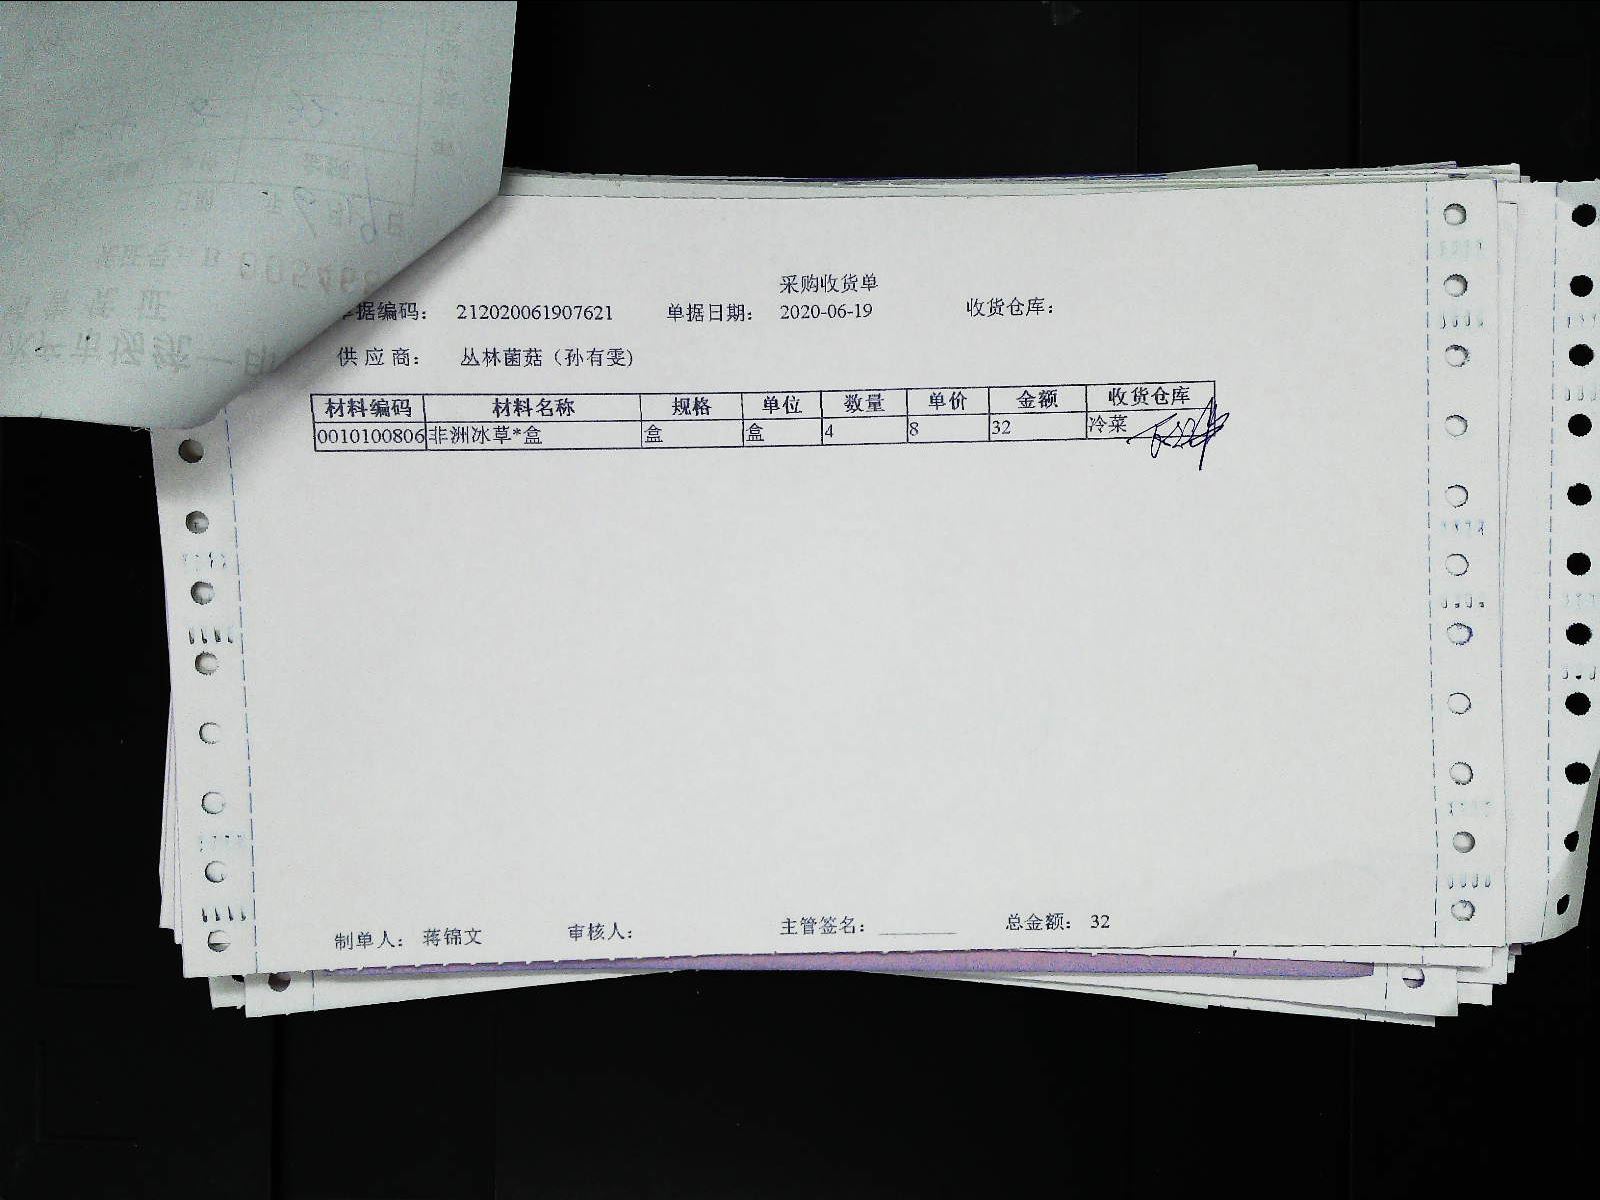 采购收货单
据编码： 212020061907621 单据日期： 2020-06-19 收货仓库：
供应商： 丛林菌菇（孙有雯）
材料编码 材料名称 规格 单位 数量 单价 金额 收货仓库
0010100806 非洲冰草*盒 盒 盒 4 8 32 冷菜
制单人： 蒋锦文 审核人： 主管签名： ________ 总金额： 32